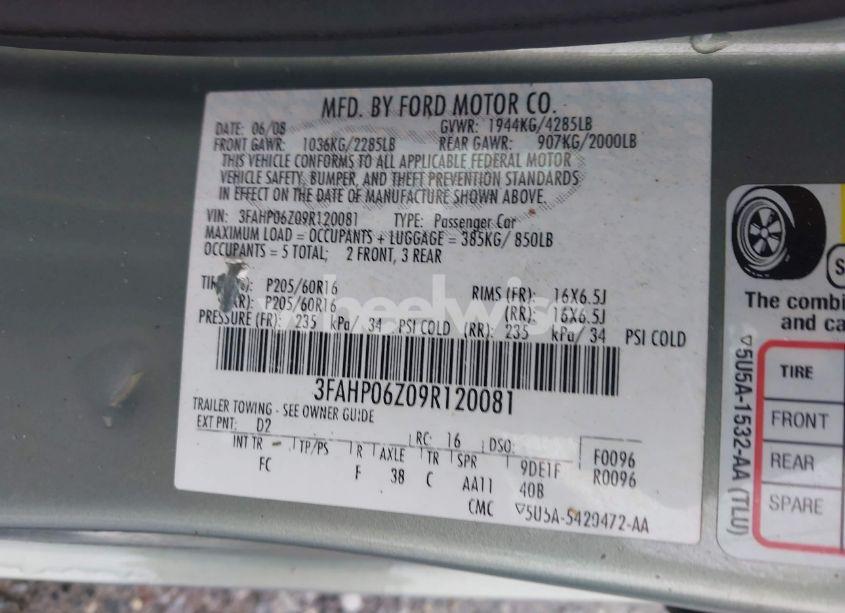 MFD. BY FORD MOTOR CO.
DATE: 06/08 GVWR: 1944KG/4285LB
FRONT GAWR: 1036KG/2285LB REAR GAWR: 907KG/2000LB
THIS VEHICLE CONFORMS TO ALL APPLICABLE FEDERAL MOTOR
VEHICLE SAFETY, BUMPER, AND THEFT PREVENTION STANDARDS
IN EFFECT ON THE DATE OF MANUFACTURE SHOWN ABOVE.
VIN: 3FAHP06Z09R120081 TYPE: Passenger Car
MAXIMUM LOAD = OCCUPANTS + LUGGAGE = 385KG/ 850LB
OCCUPANTS = 5 TOTAL; 2 FRONT, 3 REAR
P205/60R16 RIMS (FR): 16X6.5J
P205/60R16 (RR): 16X6.5J
PRESSURE (FR): 235 kPa/ 34 PSI COLD (RR): 235 kPa/ 34 PSI COLD
3FAHP06Z09R120081
TRAILER TOWING - SEE OWNER GUIDE
EXT PNT: D2 RC: 16 DSO:
INT TR TP/PS R AXLE TR SPR 9DE1F F0096
FC F 38 C AA11 40B R0096
CMC ▽5U5A-5420472-AA
wheelwise
The combi
and ca
TIRE
FRONT
REAR
SPARE
▽5U5A-1532-AA (TLU)